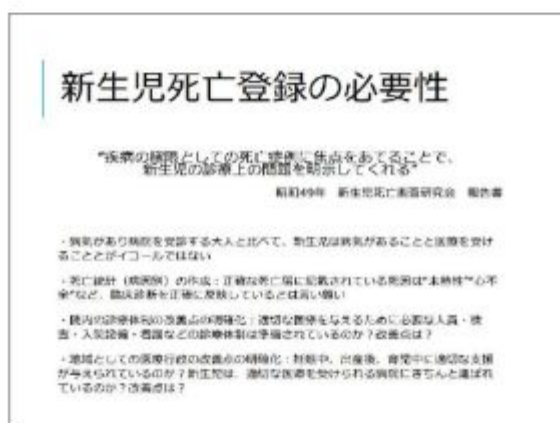 新生児死亡登録の必要性
"疾病の極限としての死亡症例に焦点をあてることで、
新生児の診療上の問題を明示してくれる"
昭和49年 新生児死亡調査研究会 報告書
・病気があり病院を受診する大人と比べて、新生児は病気があることと医療を受け
ることとがイコールではない
・死亡統計(病因別)の作成:正確な死亡届に記載されている死因は"未熟性""心不
全"など、臨床診断を正確に反映しているとは言い難い
・院内の診療体制の改善点の明確化:適切な医療を与えるために必要な人員・検
査・入院設備・看護などの診療体制は準備されているのか?改善点は?
・地域としての医療行政の改善点の明確化:妊娠中、出産後、育児中に適切な支援
が与えられているのか?新生児は、適切な医療を受けられる病院にきちんと運ばれ
ているのか?改善点は?